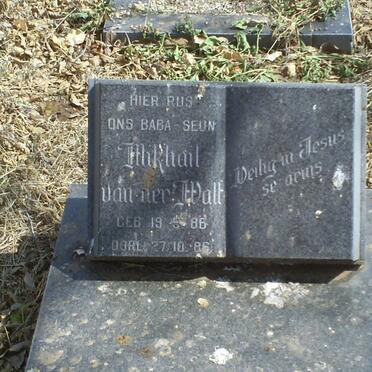 HIER RUS
ONS BABA-SEUN
Mikhail
van der Walt
GEB. 19-5-86
OORL. 27.10.86
Veilig in Jesus
se arms